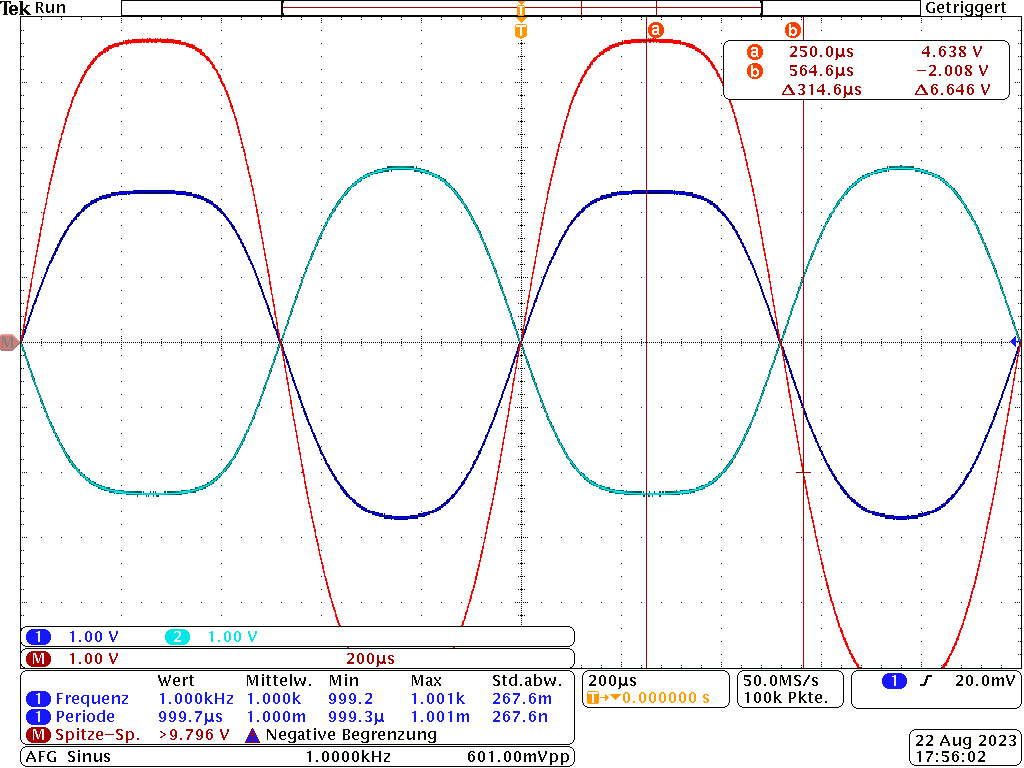 Tek Run Getriggert
T
T a b
a 250.0µs 4.638 V
b 564.6µs −2.008 V
Δ314.6µs Δ6.646 V
M
1 1.00 V 2 1.00 V
M 1.00 V 200µs
Wert Mittelw. Min Max Std.abw.
1 Frequenz 1.000kHz 1.000k 999.2 1.001k 267.6m
1 Periode 999.7µs 1.000m 999.3µ 1.001m 267.6n
M Spitze-Sp. >9.796 V Negative Begrenzung
AFG Sinus 1.0000kHz 601.00mVpp
200µs
T→▼0.000000 s
50.0MS/s
100k Pkte.
1 20.0mV
22 Aug 2023
17:56:02